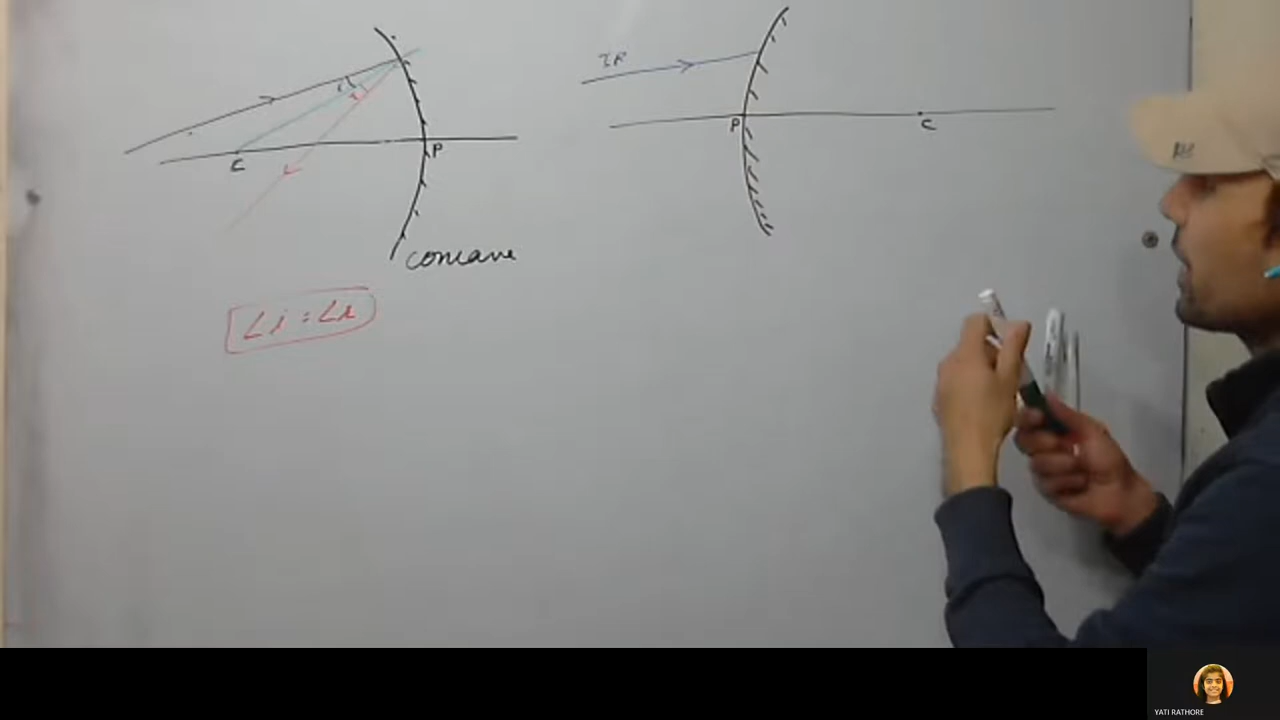 IR
i
r
C
P
P
C
concave
∠i = ∠r
YATI RATHORE